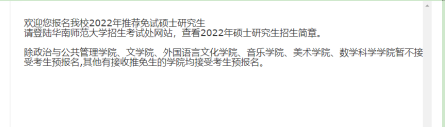 欢迎您报名我校2022年推荐免试硕士研究生
请登陆华南师范大学招生考试处网站，查看2022年硕士研究生招生简章。
除政治与公共管理学院、文学院、外国语言文化学院、音乐学院、美术学院、数学科学学院暂不接
受考生预报名,其他有接收推免生的学院均接受考生预报名。